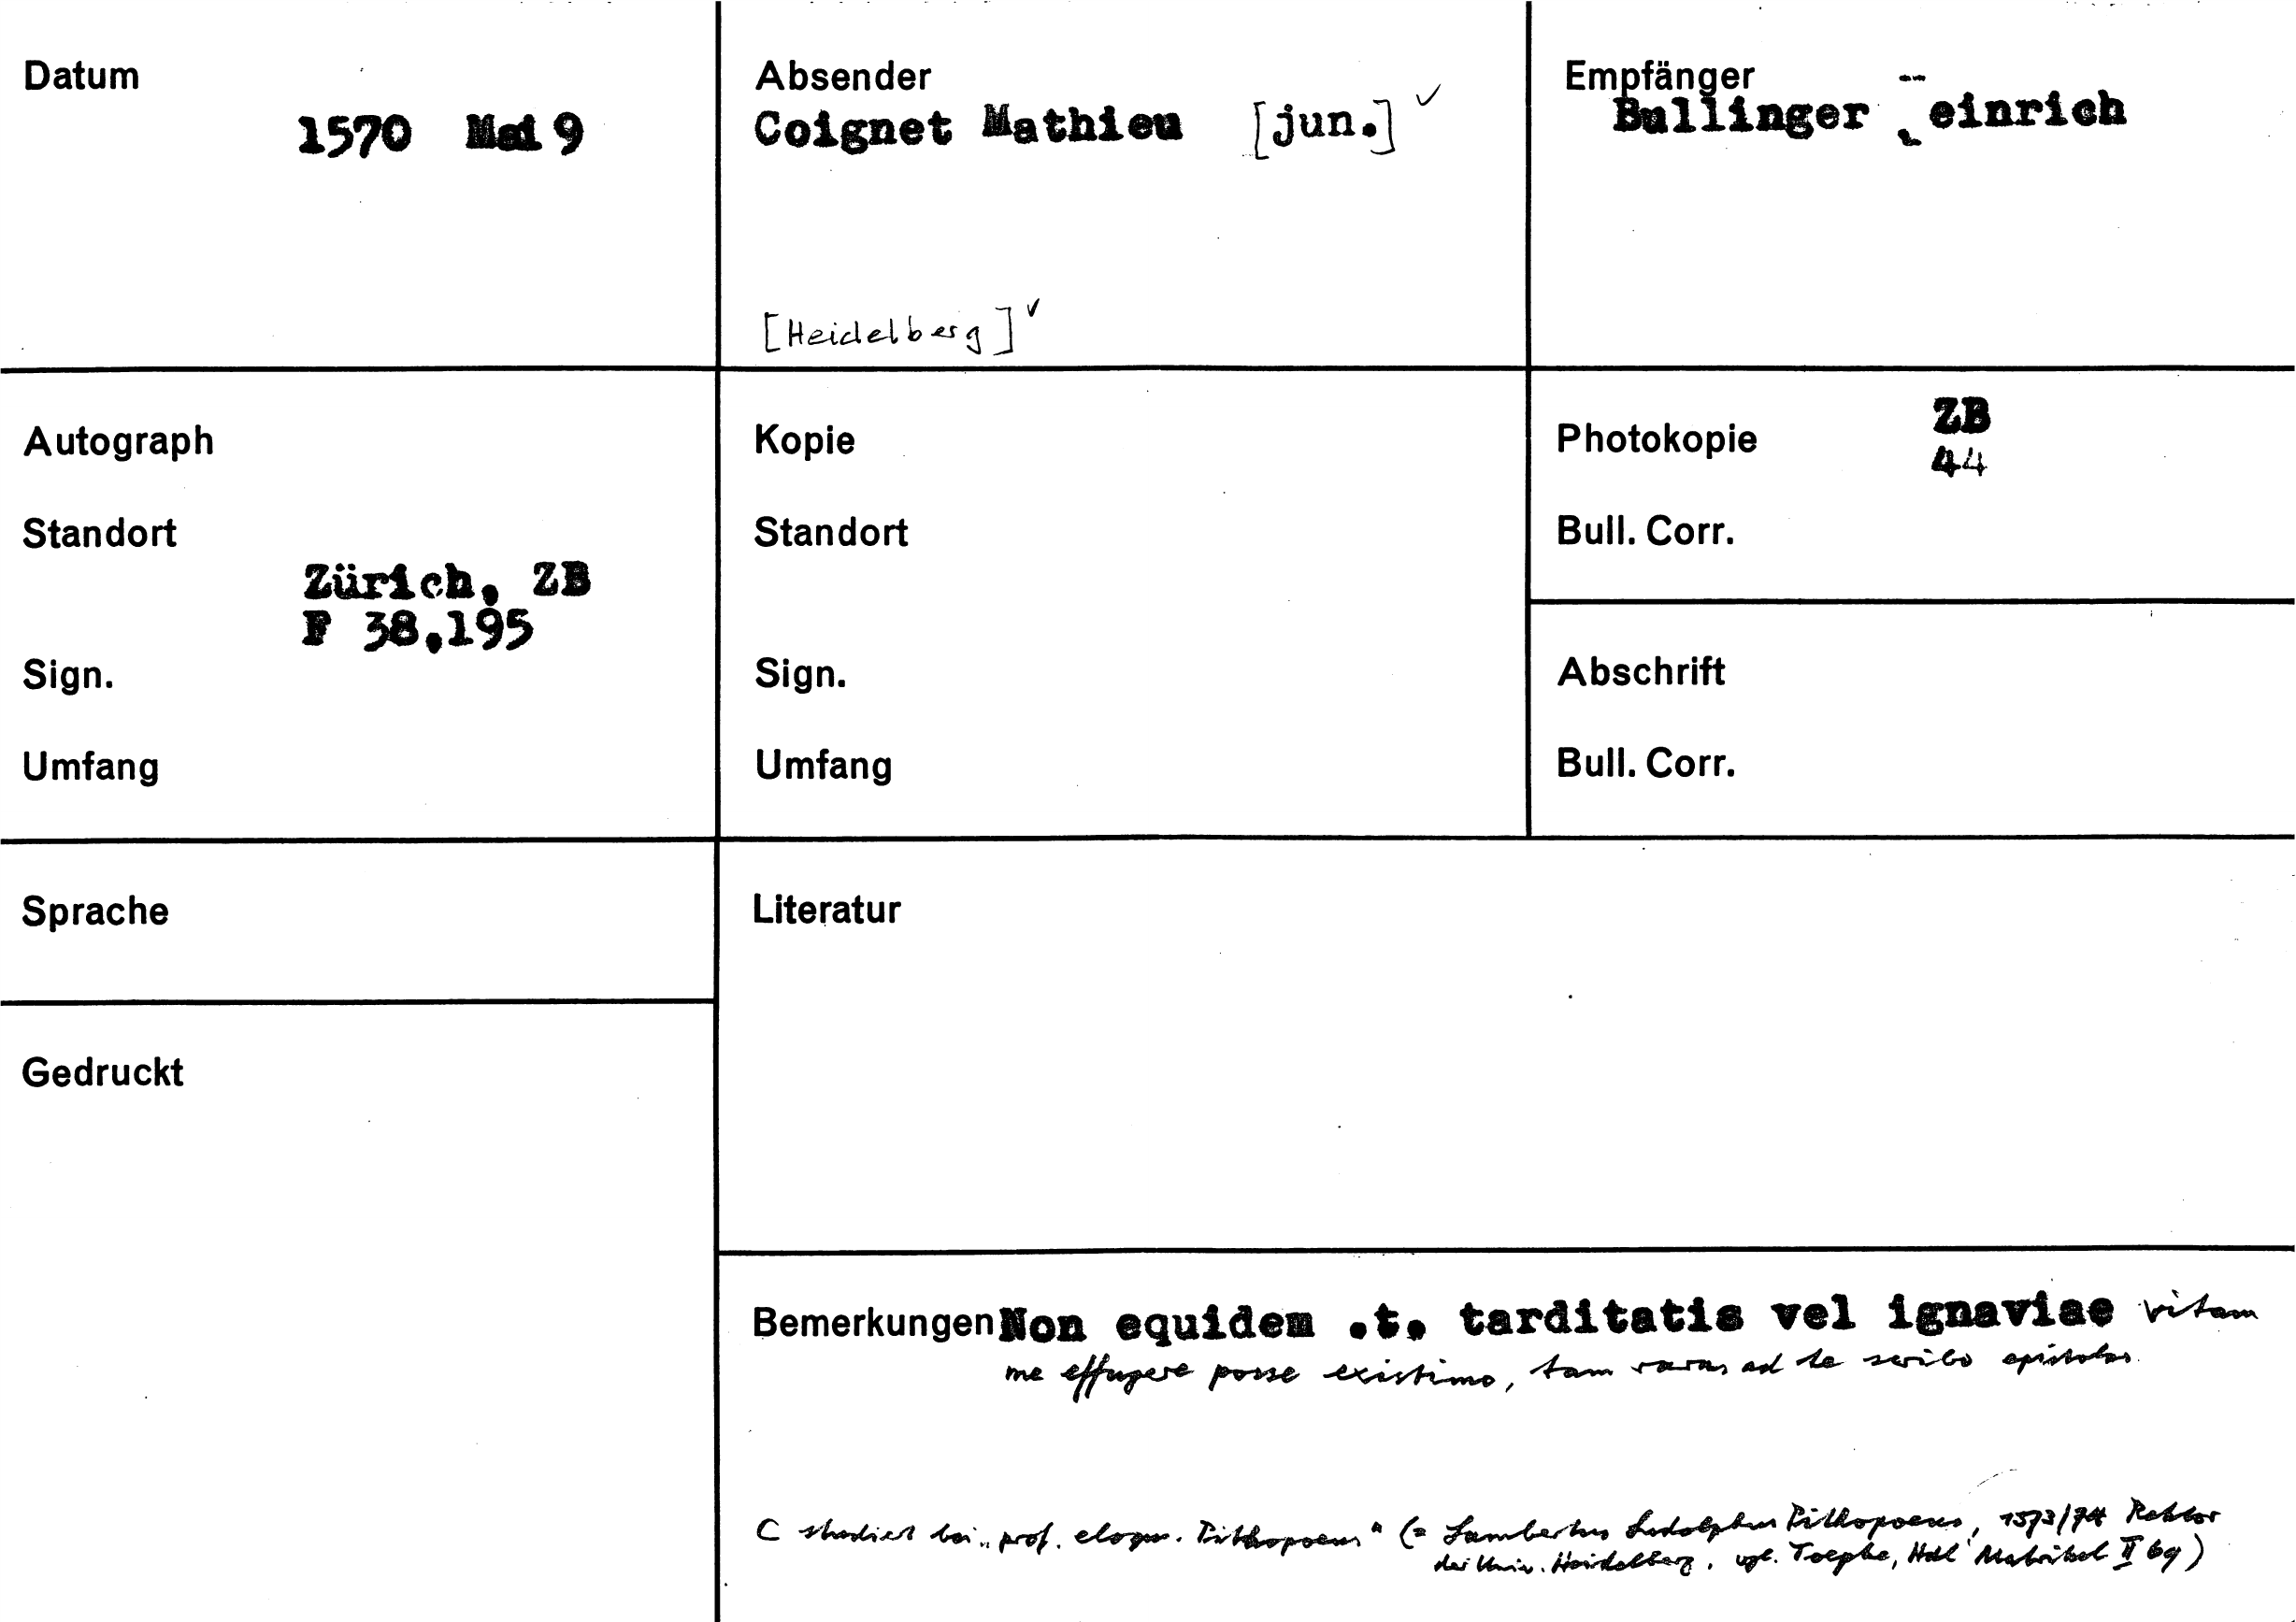 Datum
1570 Mai 9
Absender
Coignet Mathieu [jun.] ✓
[Heidelberg] ✓
Empfänger
Bullinger Heinrich
Autograph
Standort
Zürich, ZB
F 38,195
Sign.
Umfang
Kopie
Standort
Sign.
Umfang
Photokopie
ZB
44
Bull. Corr.
Abschrift
Bull. Corr.
Sprache
Gedruckt
Literatur
Bemerkungen Non equidem .t. tarditatis vel ignaviae vitam
me effugere posse existimo, tam raras ad te scribo epistolas.
C studiert bei „prof. eloqu. Pithopoeus" (= Lambertus Ludolphus Pithopoeus, 1573/74 Rektor
der Univ. Heidelberg, vgl. Toepke, Hdl Matrikel II 69)